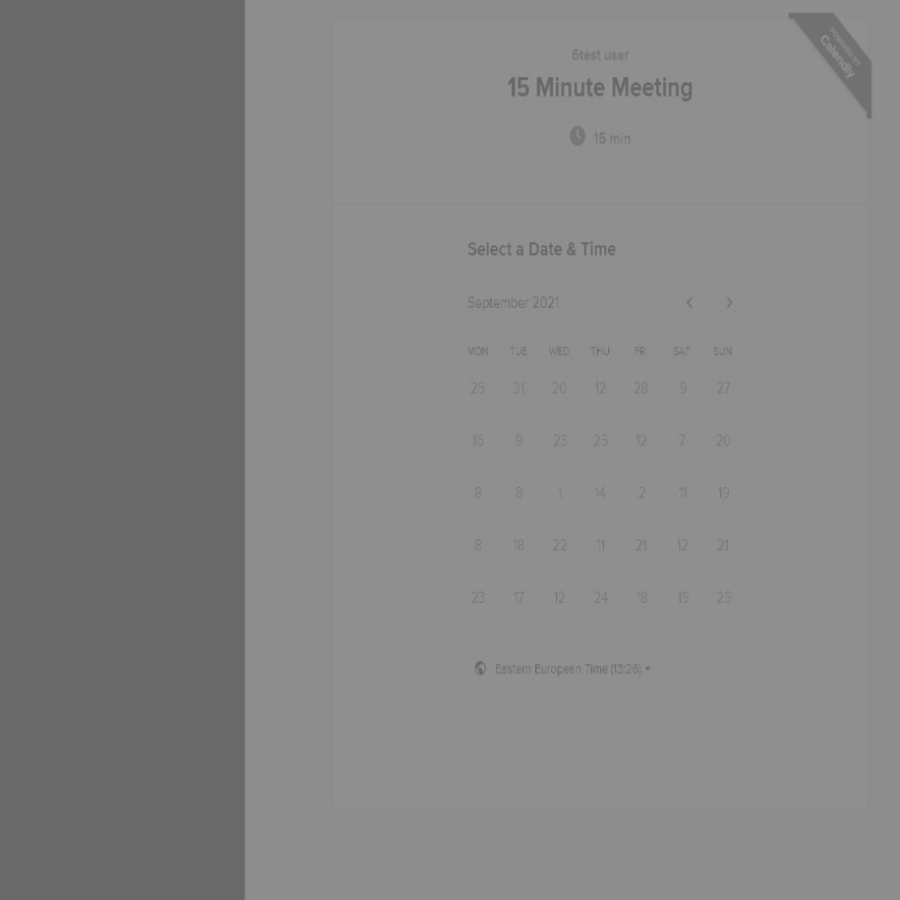 6test user
15 Minute Meeting
15 min
POWERED BY
Calendly
Select a Date & Time
September 2021
MON TUE WED THU FRI SAT SUN
25 31 20 12 28 9 27
16 9 23 25 12 7 20
8 8 1 14 2 11 19
8 18 22 11 21 12 21
23 17 12 24 18 16 25
Eastern European Time (13:26)